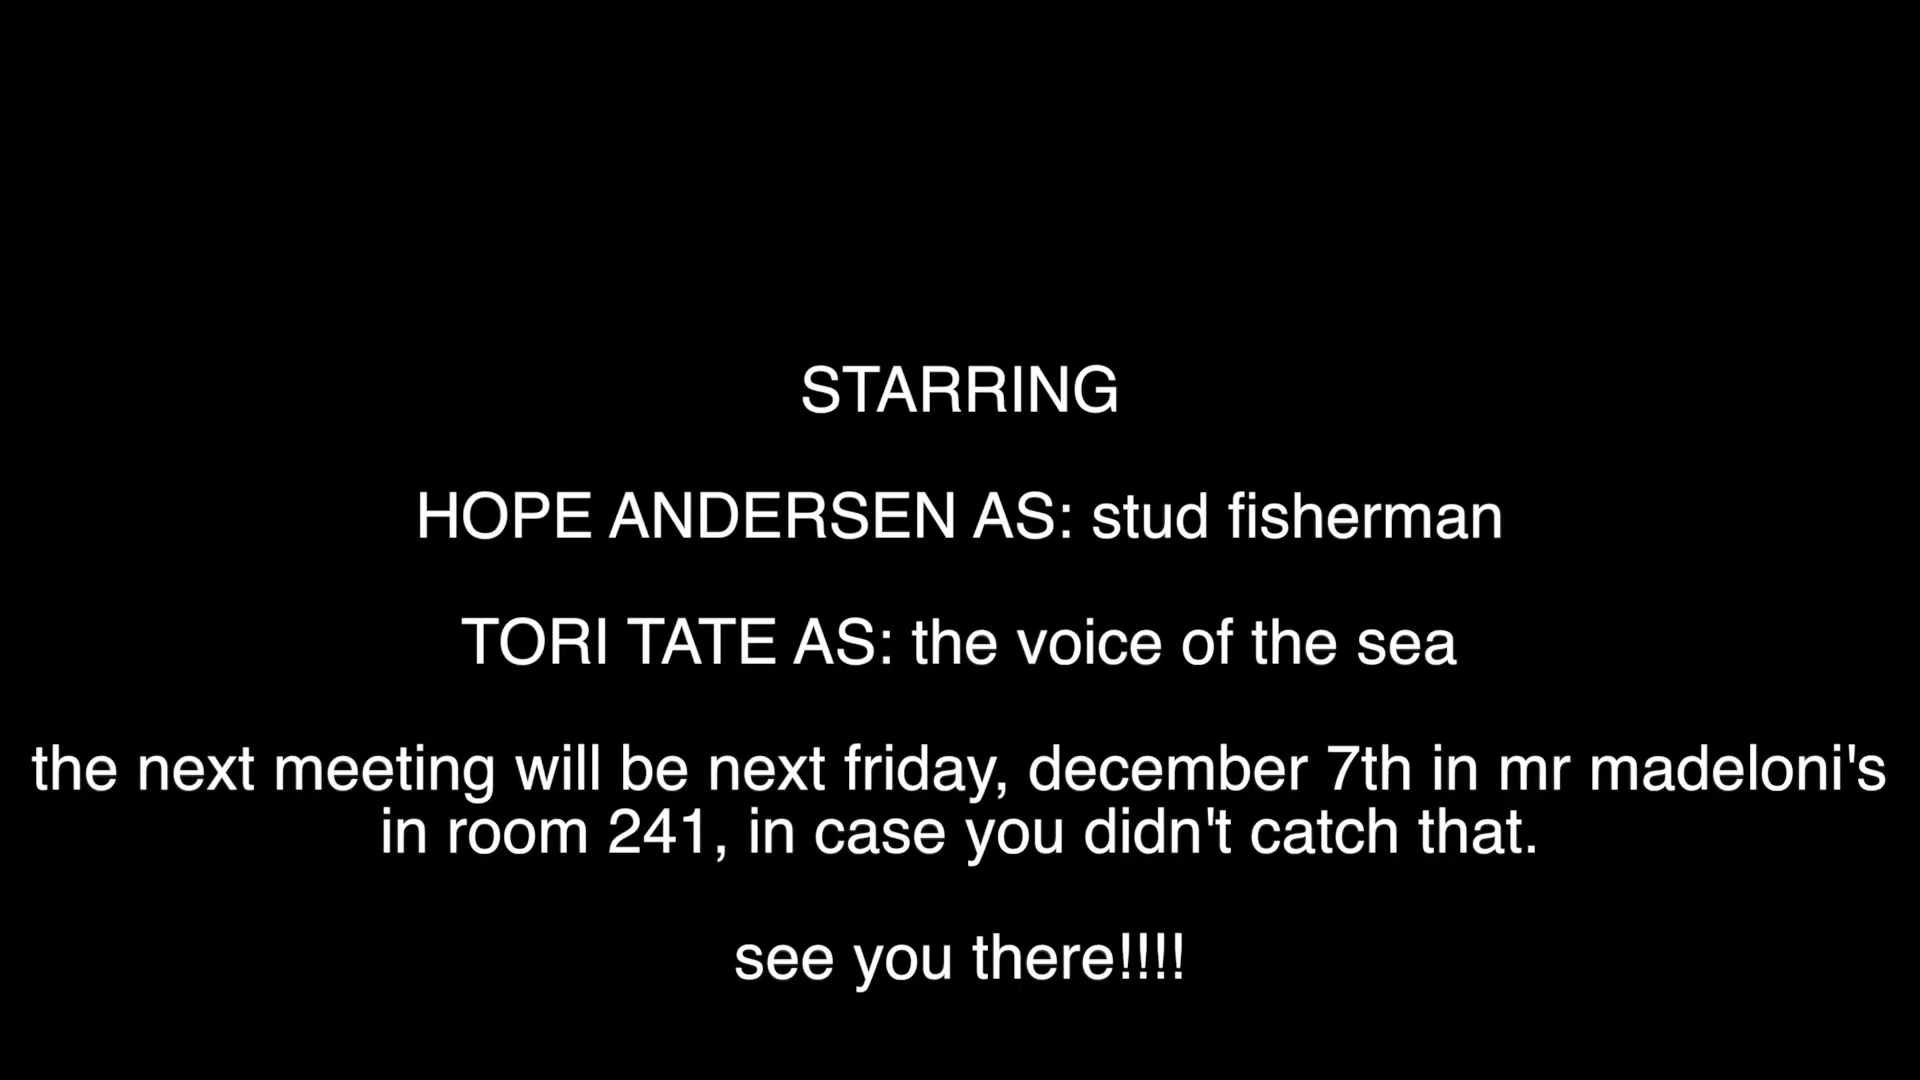 STARRING
HOPE ANDERSEN AS: stud fisherman
TORI TATE AS: the voice of the sea
the next meeting will be next friday, december 7th in mr madeloni's
in room 241, in case you didn't catch that.
see you there!!!!